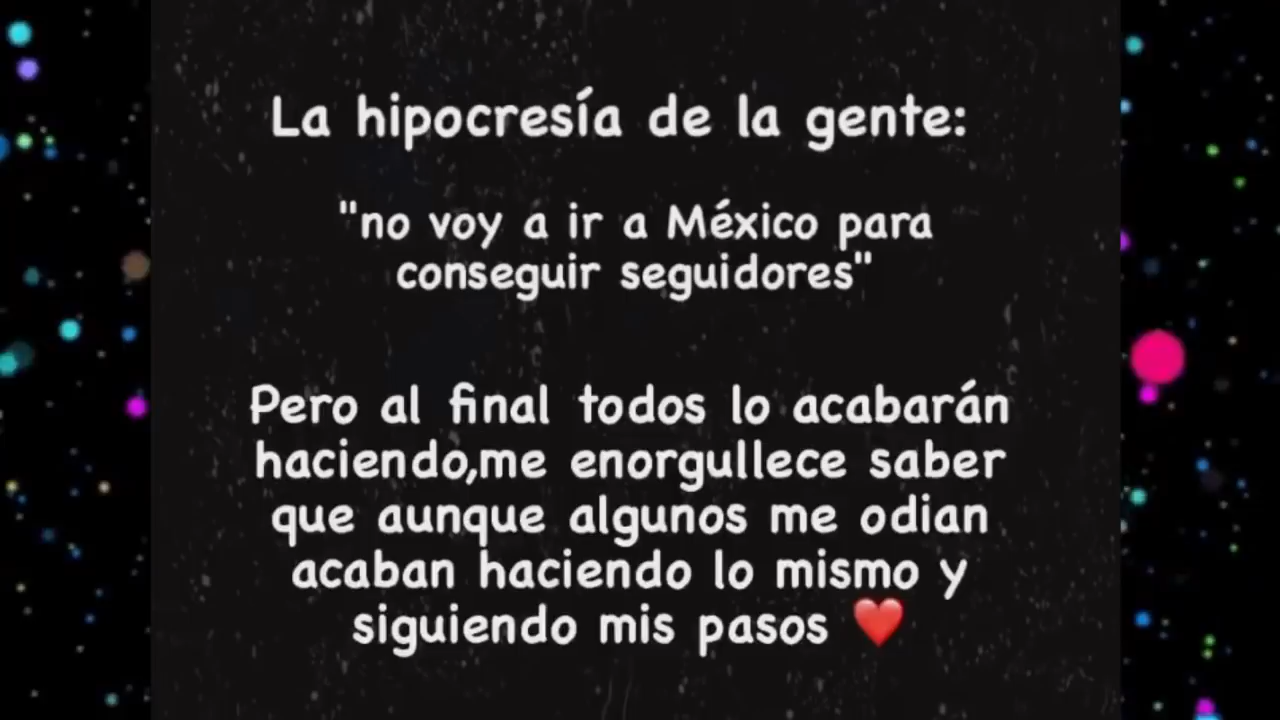 La hipocresía de la gente:
"no voy a ir a México para
conseguir seguidores"
Pero al final todos lo acabarán
haciendo,me enorgullece saber
que aunque algunos me odian
acaban haciendo lo mismo y
siguiendo mis pasos ❤️